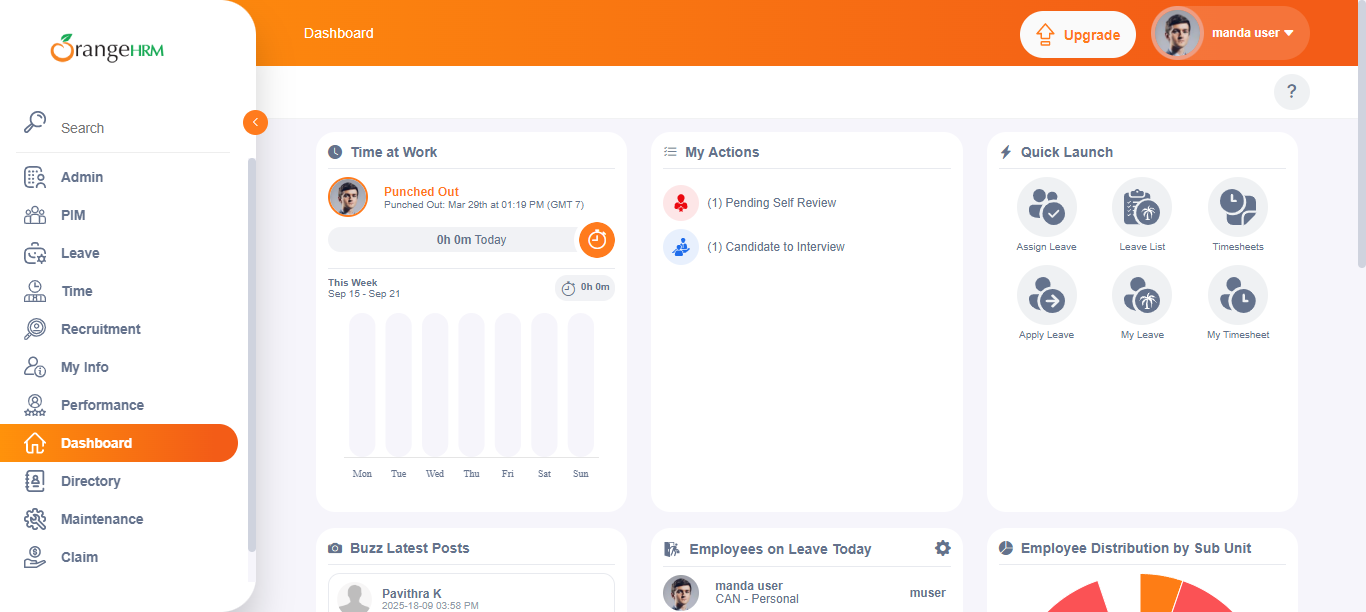 OrangeHRM
Dashboard
Upgrade
manda user
?
Search
Admin
PIM
Leave
Time
Recruitment
My Info
Performance
Dashboard
Directory
Maintenance
Claim
Time at Work
Punched Out
Punched Out: Mar 29th at 01:19 PM (GMT 7)
0h 0m Today
This Week
Sep 15 - Sep 21
0h 0m
Mon Tue Wed Thu Fri Sat Sun
My Actions
(1) Pending Self Review
(1) Candidate to Interview
Quick Launch
Assign Leave Leave List Timesheets
Apply Leave My Leave My Timesheet
Buzz Latest Posts
Pavithra K
2025-18-09 03:58 PM
Employees on Leave Today
manda user
CAN - Personal
muser
Employee Distribution by Sub Unit